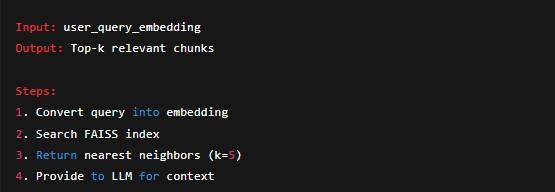 Input: user_query_embedding
Output: Top-k relevant chunks
Steps:
1. Convert query into embedding
2. Search FAISS index
3. Return nearest neighbors (k=5)
4. Provide to LLM for context